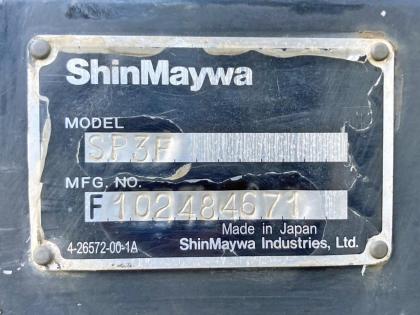 ShinMaywa
MODEL
SP3F
MFG. NO.
F102484671
Made in Japan
4-26572-00-1A ShinMaywa Industries, Ltd.